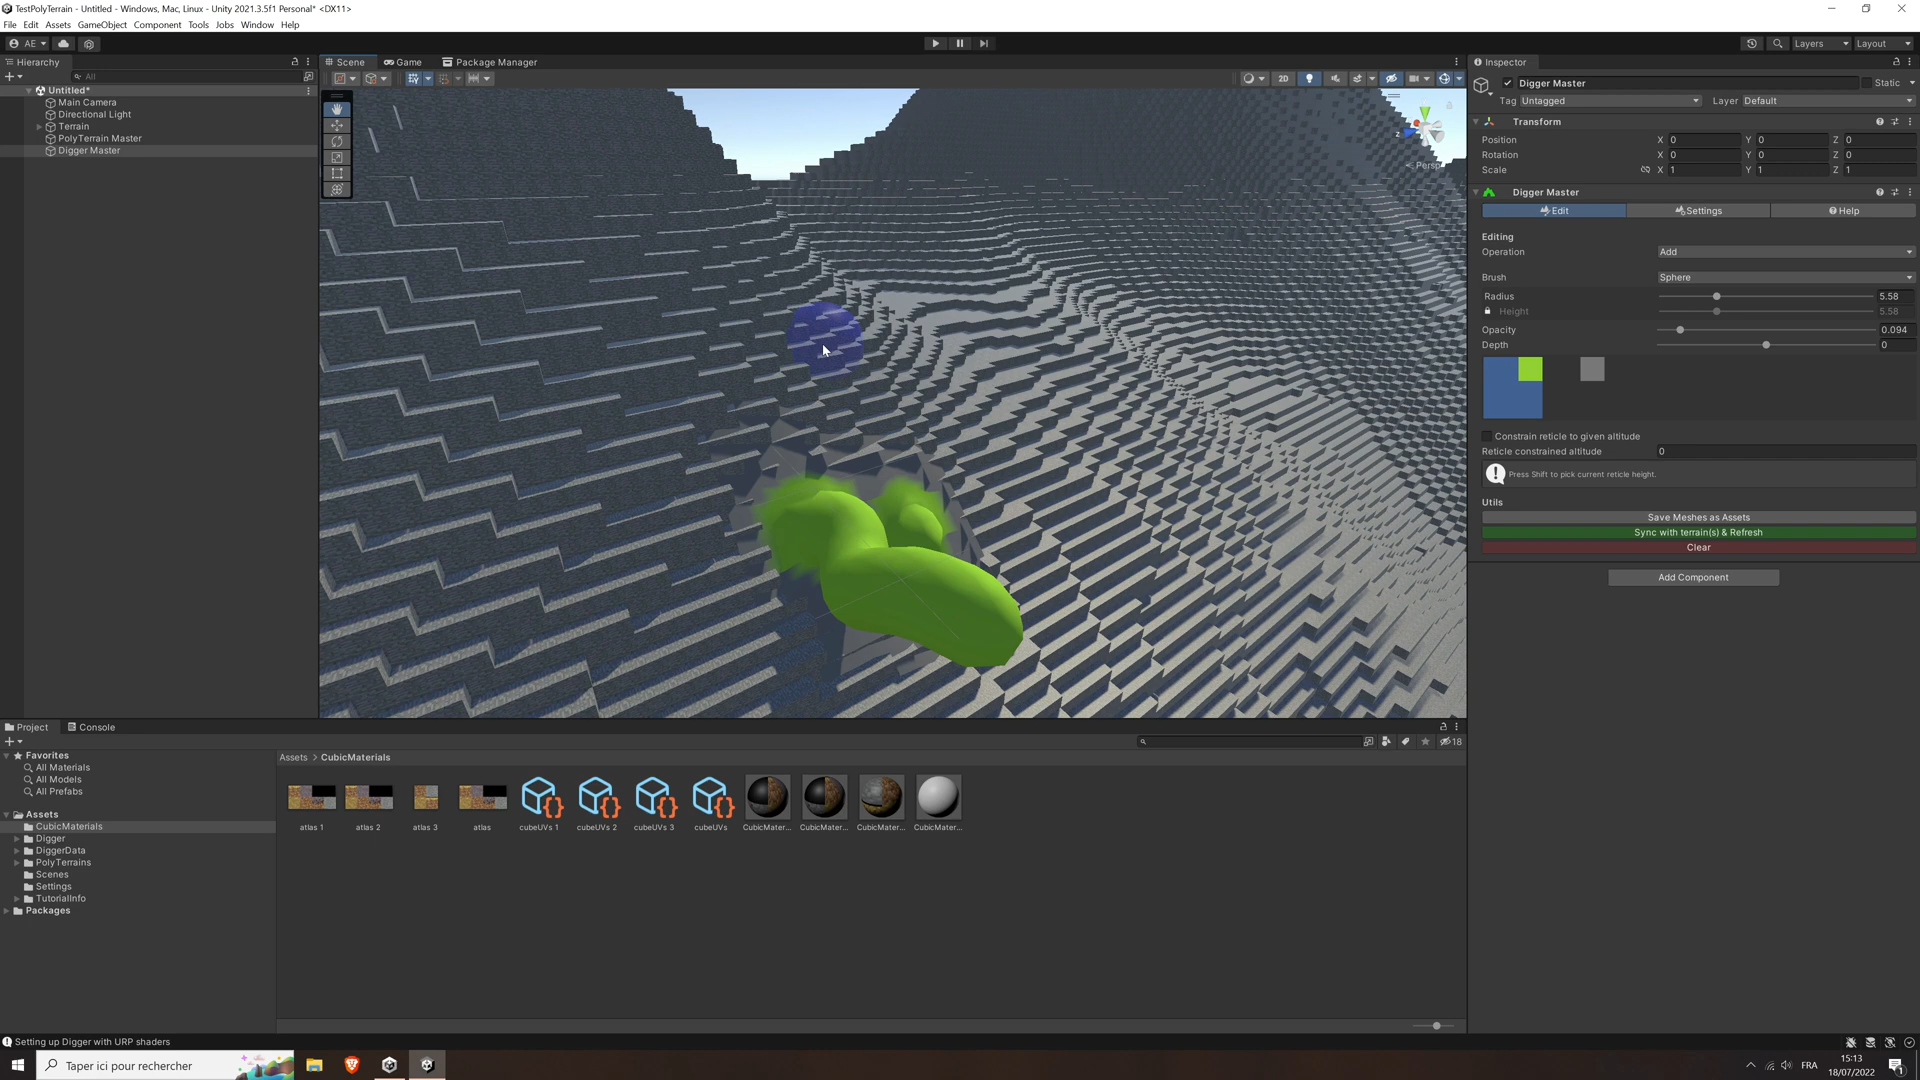 TestPolyTerrain - Untitled - Windows, Mac, Linux - Unity 2021.3.5f1 Personal* <DX11>
File Edit Assets GameObject Component Tools Jobs Window Help
AE Layers Layout
Hierarchy
All
Untitled*
Main Camera
Directional Light
Terrain
PolyTerrain Master
Digger Master
Scene Game Package Manager
2D
z
Persp
Inspector
Digger Master Static
Tag Untagged Layer Default
Transform
Position X 0 Y 0 Z 0
Rotation X 0 Y 0 Z 0
Scale X 1 Y 1 Z 1
Digger Master
Edit Settings Help
Editing
Operation Add
Brush Sphere
Radius 5.58
Height 5.58
Opacity 0.094
Depth 0
Constrain reticle to given altitude
Reticle constrained altitude 0
Press Shift to pick current reticle height.
Utils
Save Meshes as Assets
Sync with terrain(s) & Refresh
Clear
Add Component
Project Console
18
Favorites
All Materials
All Models
All Prefabs
Assets
CubicMaterials
Digger
DiggerData
PolyTerrains
Scenes
Settings
TutorialInfo
Packages
Assets > CubicMaterials
atlas 1 atlas 2 atlas 3 atlas cubeUVs 1 cubeUVs 2 cubeUVs 3 cubeUVs CubicMater... CubicMater... CubicMater... CubicMater...
Setting up Digger with URP shaders
Taper ici pour rechercher
FRA
15:13
18/07/2022
1